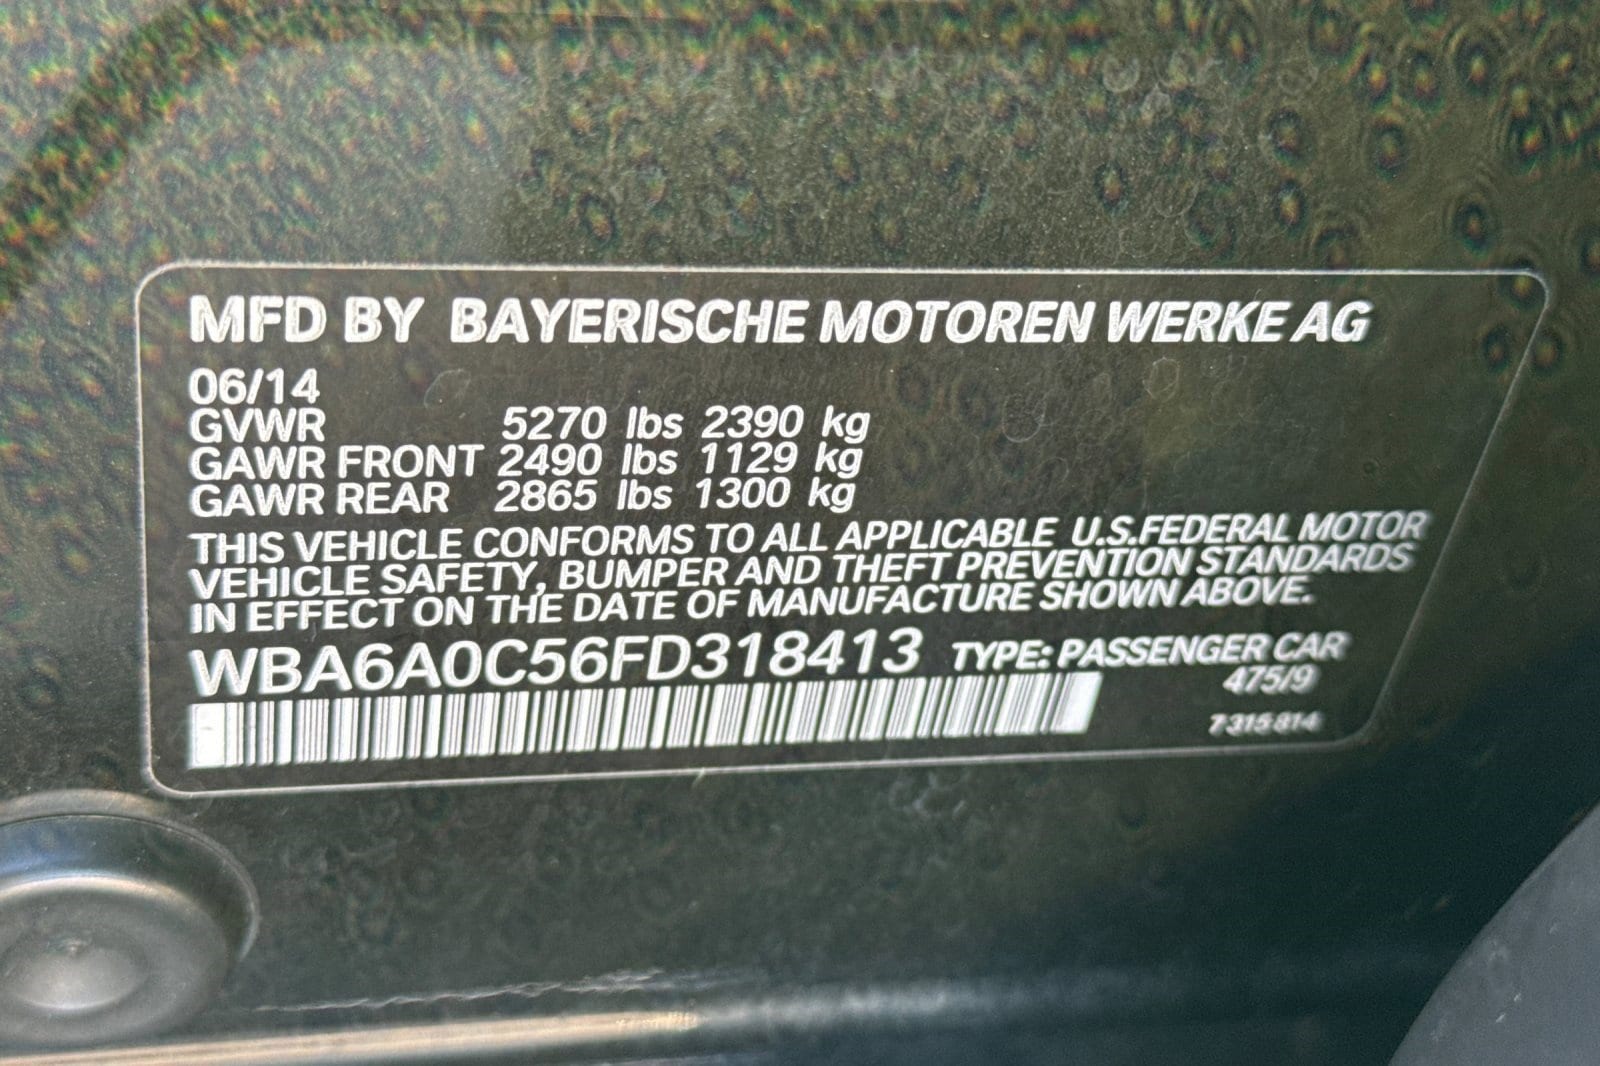 MFD BY BAYERISCHE MOTOREN WERKE AG
06/14
GVWR 5270 lbs 2390 kg
GAWR FRONT 2490 lbs 1129 kg
GAWR REAR 2865 lbs 1300 kg
THIS VEHICLE CONFORMS TO ALL APPLICABLE U.S.FEDERAL MOTOR
VEHICLE SAFETY, BUMPER AND THEFT PREVENTION STANDARDS
IN EFFECT ON THE DATE OF MANUFACTURE SHOWN ABOVE.
WBA6A0C56FD318413 TYPE: PASSENGER CAR
475/9
7 315 814